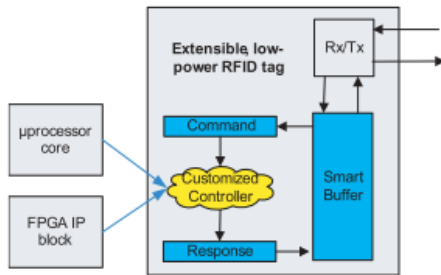 Extensible, low-
power RFID tag
Rx/Tx
Command
µprocessor
core
Customized
Controller
Smart
Buffer
FPGA IP
block
Response